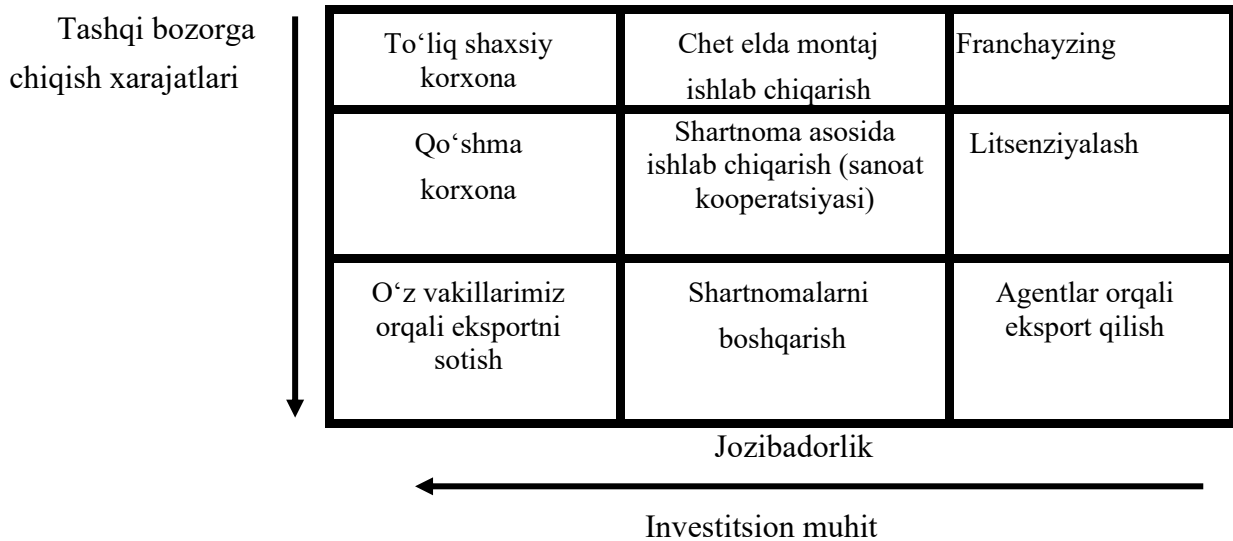 Tashqi bozorga
chiqish xarajatlari
To‘liq shaxsiy
korxona
Chet elda montaj
ishlab chiqarish
Franchayzing
Qo‘shma
korxona
Shartnoma asosida
ishlab chiqarish (sanoat
kooperatsiyasi)
Litsenziyalash
O‘z vakillarimiz
orqali eksportni
sotish
Shartnomalarni
boshqarish
Agentlar orqali
eksport qilish
Jozibadorlik
Investitsion muhit